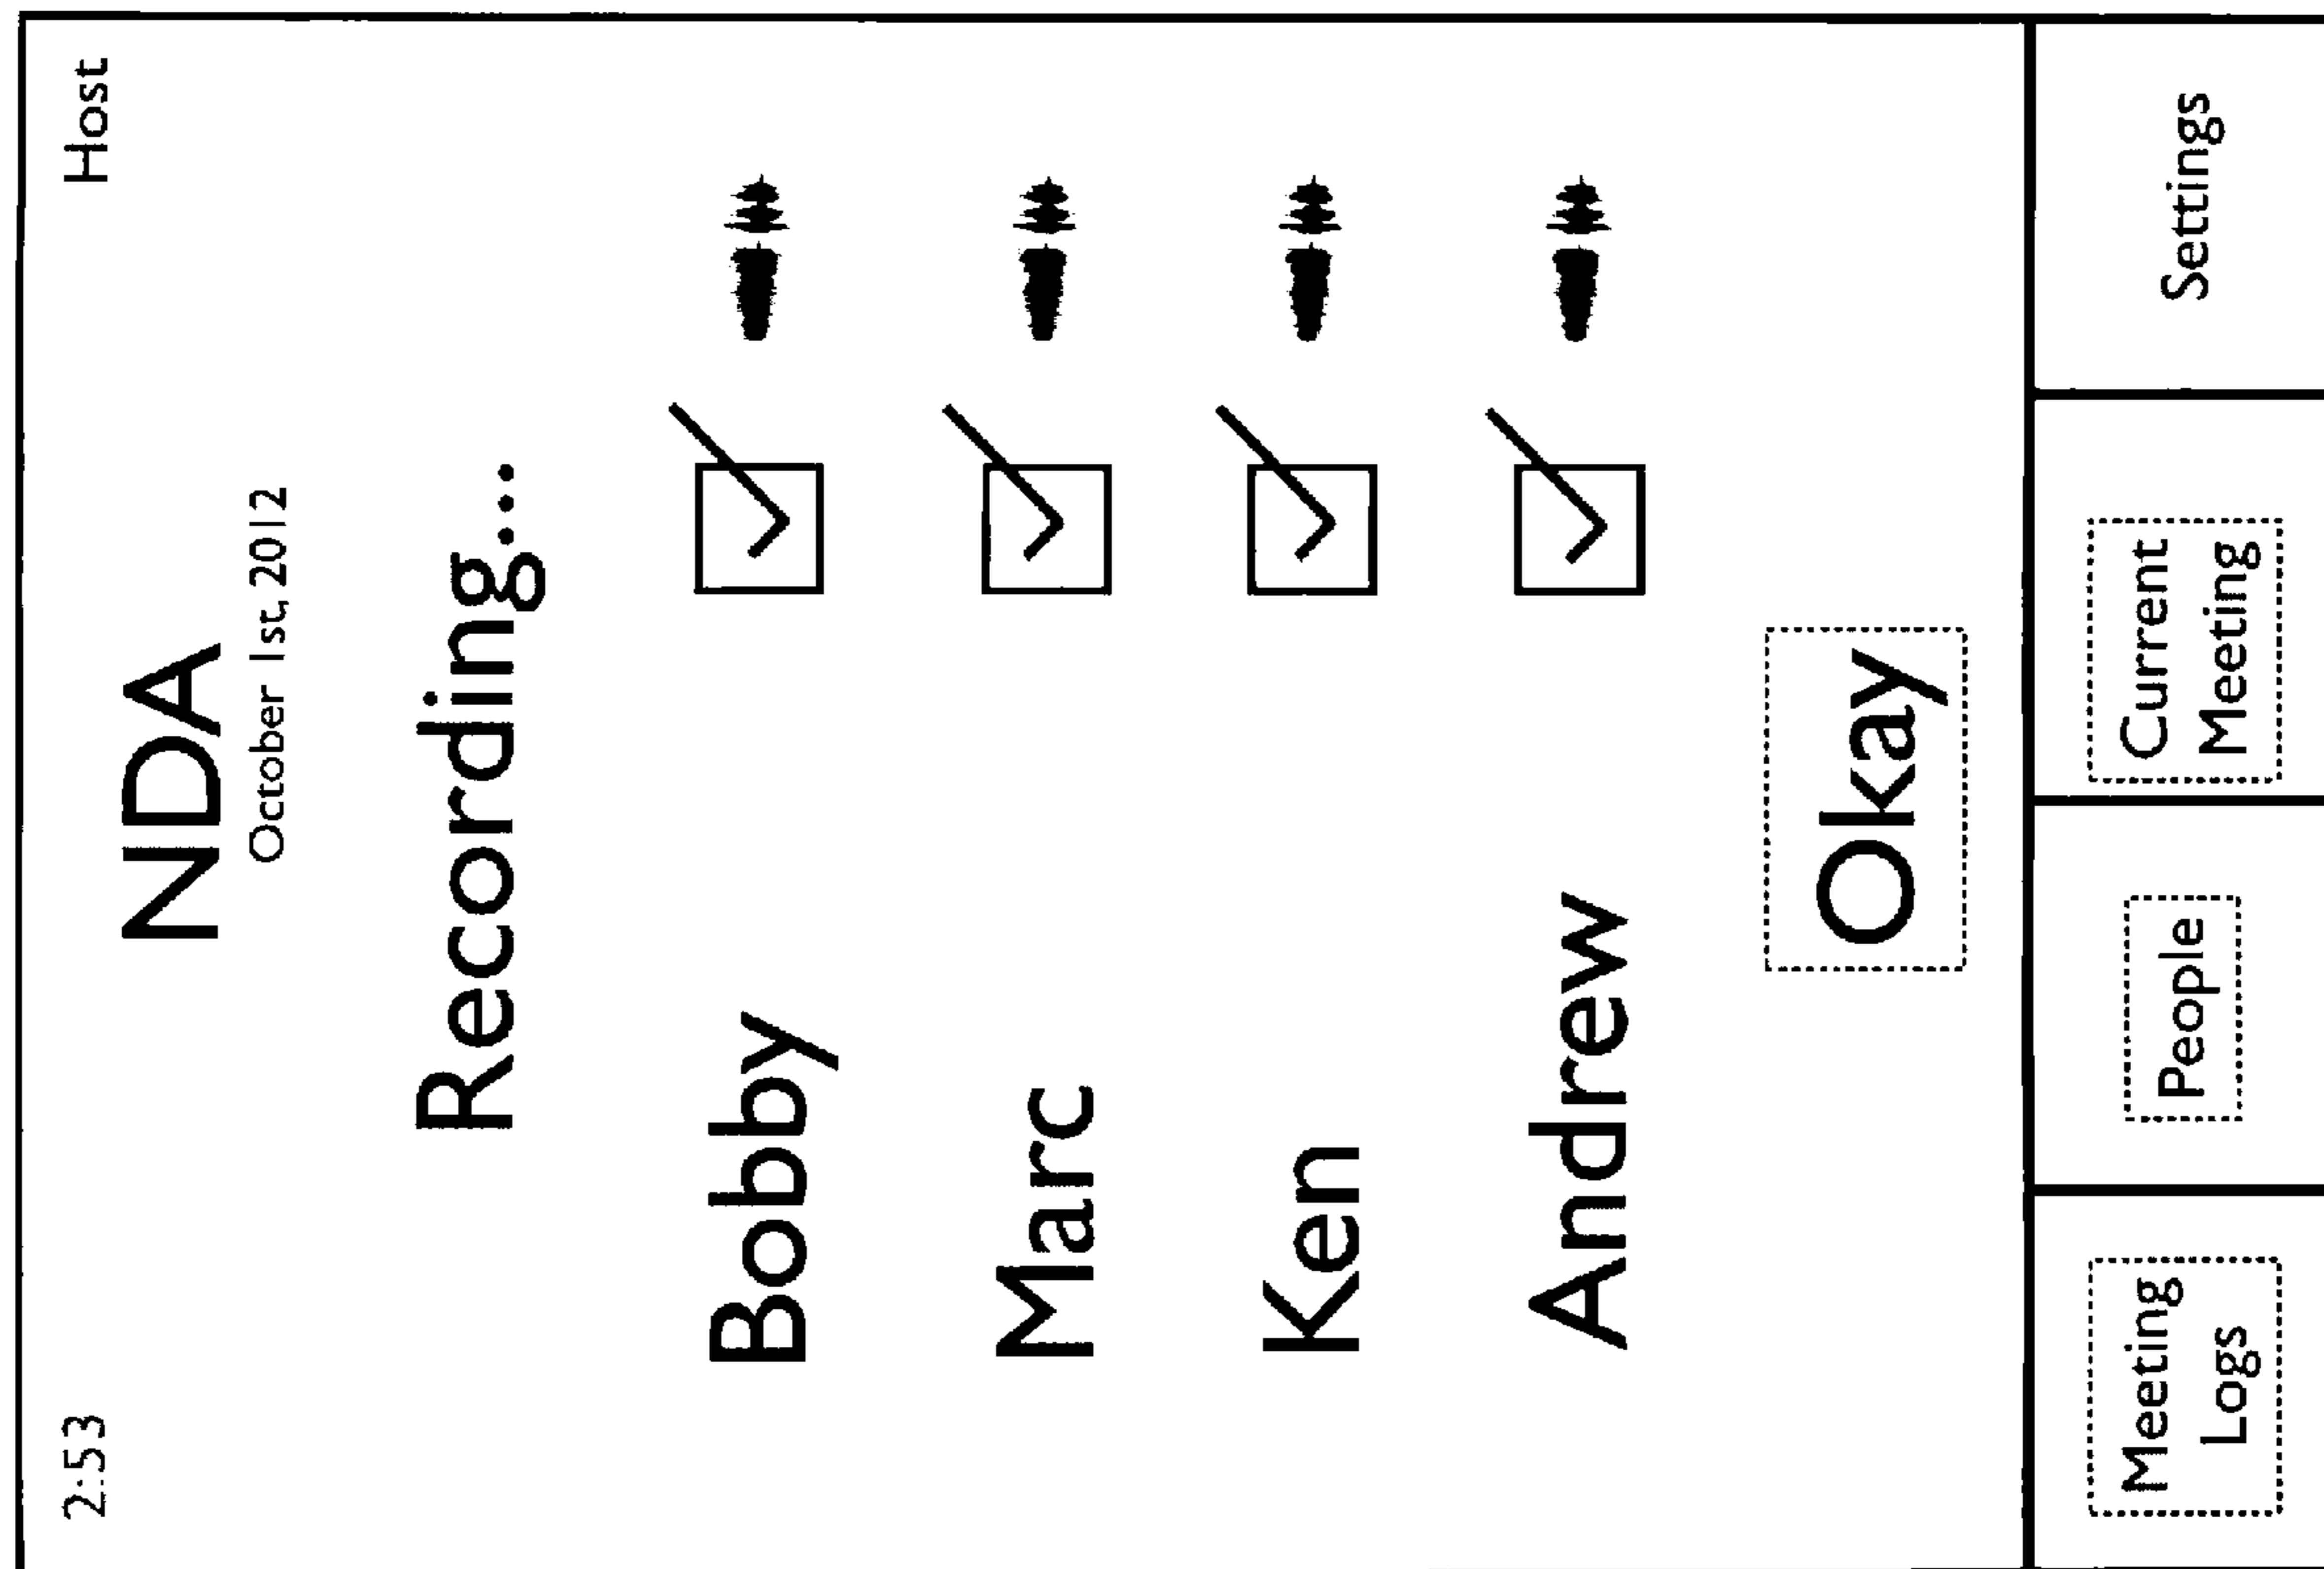 2:53 Host
NDA
October 1st, 2012
Recording...
Bobby
Marc
Ken
Andrew
Okay
Meeting
Logs
People
Current
Meeting
Settings